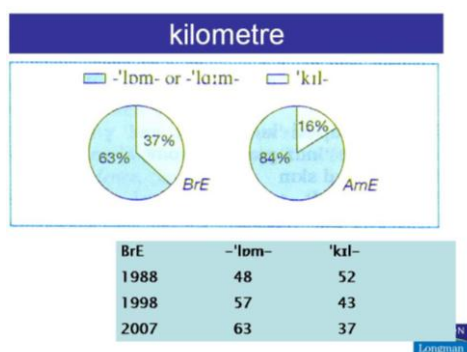 kilometre
-ˈlɒm- or -ˈlɑːm-   ˈkɪl-
63% 37% BrE
84% 16% AmE
BrE –ˈlɒm– ˈkɪl–
1988 48 52
1998 57 43
2007 63 37
N
Longman